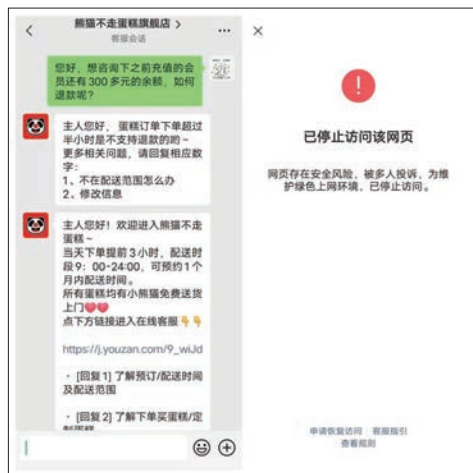 熊猫不走蛋糕旗舰店 >
客服会话
您好，想咨询下之前充值的会
员还有300多元的余额，如何
退款呢？
主人您好， 蛋糕订单下单超过
半小时是不支持退款的哟~
更多相关问题，请回复相应数
字：
1、不在配送范围怎么办
2、修改信息
主人您好！欢迎进入熊猫不走
蛋糕~
当天下单提前3小时，配送时
段9：00-24:00，可预约1个
月内配送时间。
所有蛋糕均有小熊猫免费送货
上门💗💗
点下方链接进入在线客服👇👇
https://j.youzan.com/9_wiJd
· [回复1] 了解预订/配送时间
及配送范围
· [回复2] 了解下单买蛋糕/定
制蛋糕
已停止访问该网页
网页存在安全风险，被多人投诉，为维
护绿色上网环境，已停止访问。
申请恢复访问 客服指引
查看规则